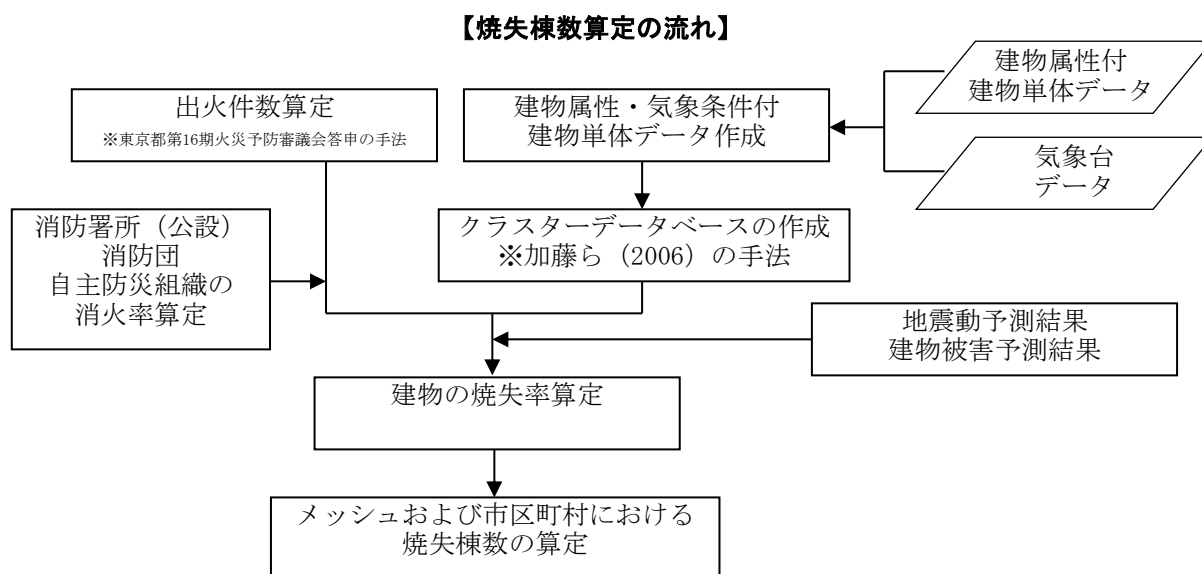 【焼失棟数算定の流れ】
建物属性付
建物単体データ
出火件数算定
※東京都第16期火災予防審議会答申の手法
建物属性・気象条件付
建物単体データ作成
気象台
データ
消防署所（公設）
消防団
自主防災組織の
消火率算定
クラスターデータベースの作成
※加藤ら（2006）の手法
地震動予測結果
建物被害予測結果
建物の焼失率算定
メッシュおよび市区町村における
焼失棟数の算定